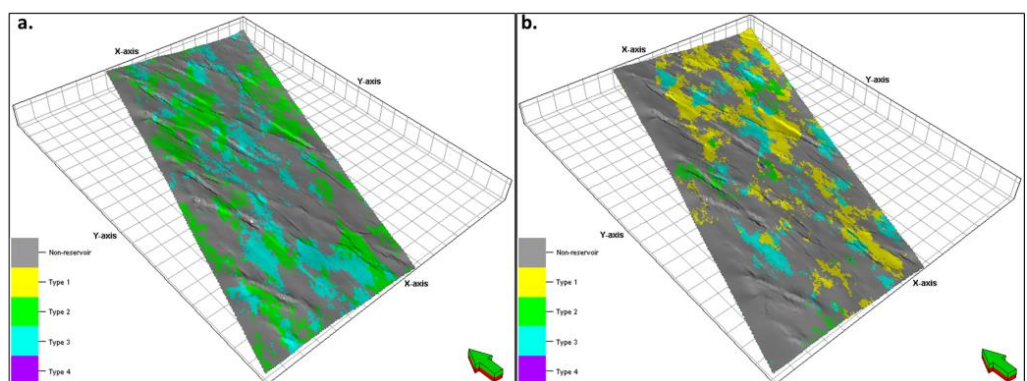 a.
X-axis
Y-axis
Y-axis
X-axis
Non-reservoir
Type 1
Type 2
Type 3
Type 4
b.
X-axis
Y-axis
Y-axis
X-axis
Non-reservoir
Type 1
Type 2
Type 3
Type 4